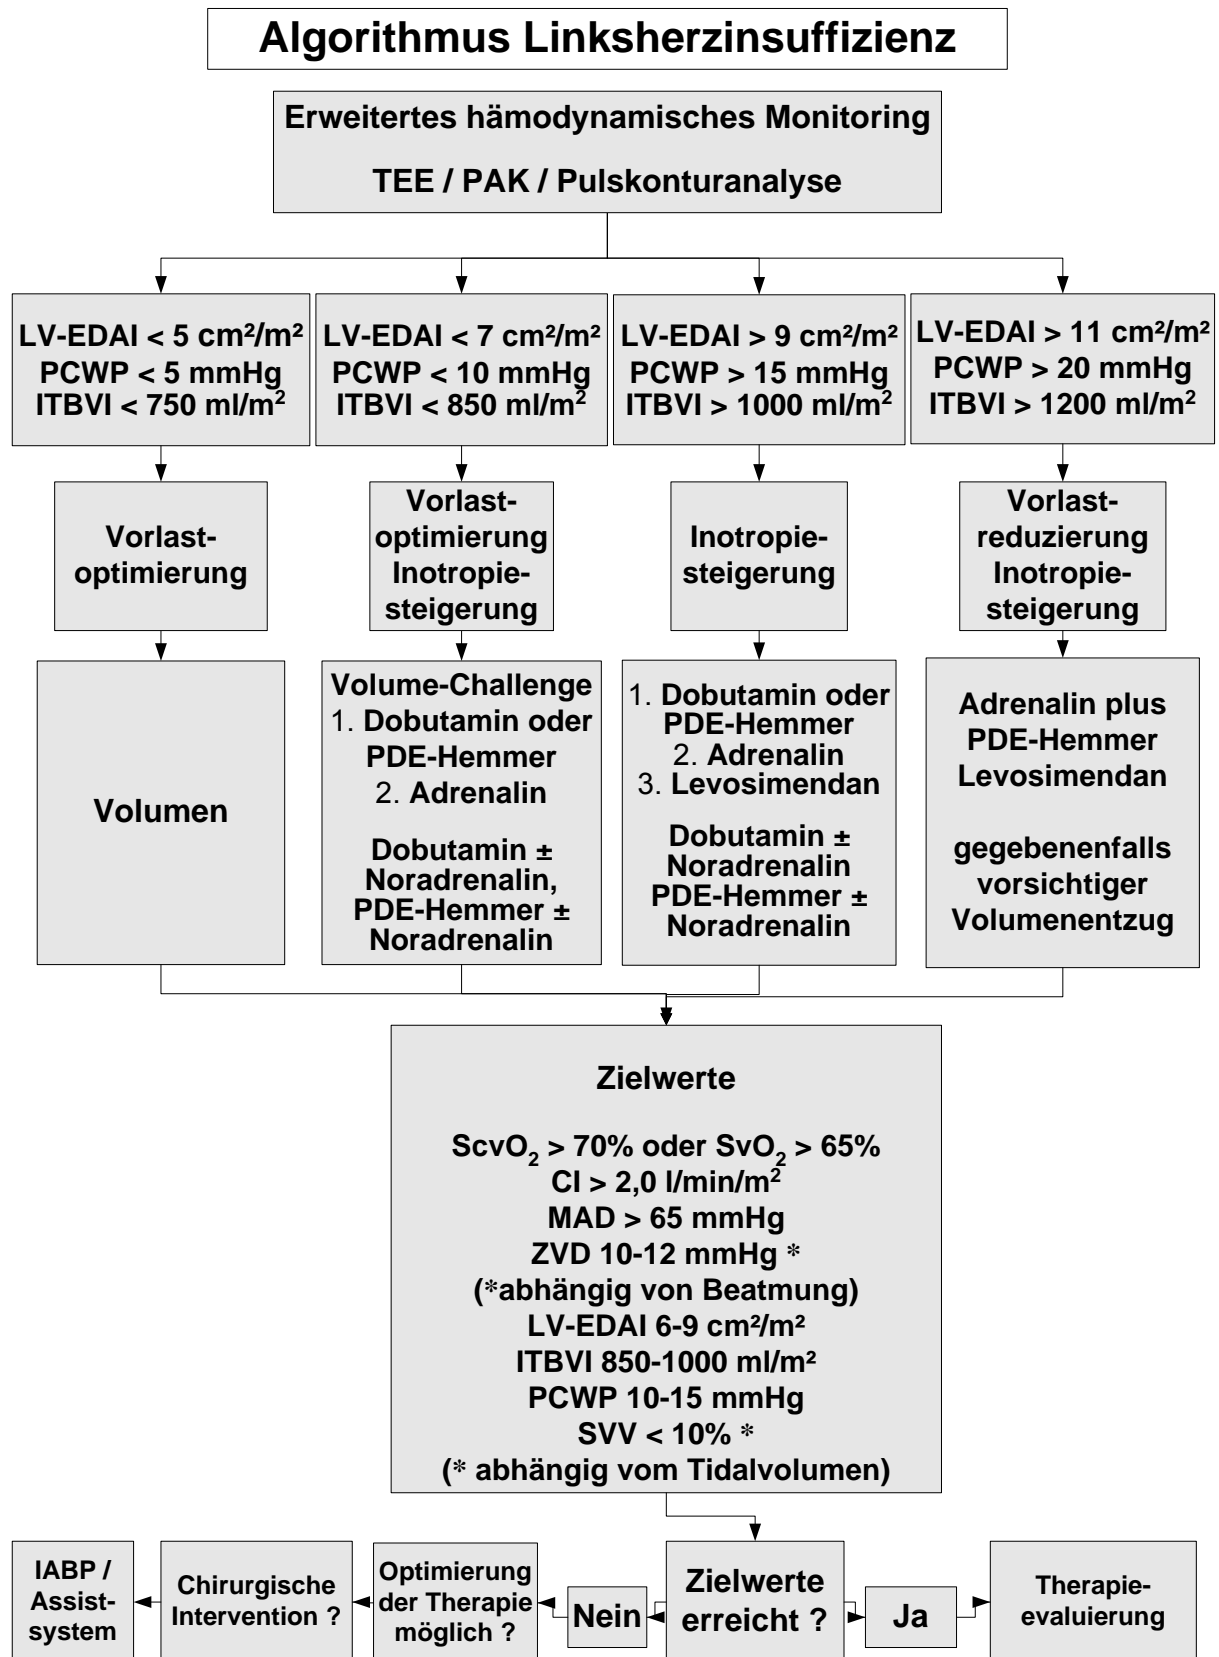 Algorithmus Linksherzinsuffizienz
Erweitertes hämodynamisches Monitoring
TEE / PAK / Pulskonturanalyse
LV-EDAI < 5 cm²/m²
PCWP < 5 mmHg
ITBVI < 750 ml/m²
LV-EDAI < 7 cm²/m²
PCWP < 10 mmHg
ITBVI < 850 ml/m²
LV-EDAI > 9 cm²/m²
PCWP > 15 mmHg
ITBVI > 1000 ml/m²
LV-EDAI > 11 cm²/m²
PCWP > 20 mmHg
ITBVI > 1200 ml/m²
Vorlast-
optimierung
Vorlast-
optimierung
Inotropie-
steigerung
Inotropie-
steigerung
Vorlast-
reduzierung
Inotropie-
steigerung
Volumen
Volume-Challenge
1. Dobutamin oder
PDE-Hemmer
2. Adrenalin
Dobutamin ±
Noradrenalin,
PDE-Hemmer ±
Noradrenalin
1. Dobutamin oder
PDE-Hemmer
2. Adrenalin
3. Levosimendan
Dobutamin ±
Noradrenalin
PDE-Hemmer ±
Noradrenalin
Adrenalin plus
PDE-Hemmer
Levosimendan
gegebenenfalls
vorsichtiger
Volumenentzug
Zielwerte
ScvO₂ > 70% oder SvO₂ > 65%
CI > 2,0 l/min/m²
MAD > 65 mmHg
ZVD 10-12 mmHg *
(*abhängig von Beatmung)
LV-EDAI 6-9 cm²/m²
ITBVI 850-1000 ml/m²
PCWP 10-15 mmHg
SVV < 10% *
(* abhängig vom Tidalvolumen)
IABP /
Assist-
system
Chirurgische
Intervention ?
Optimierung
der Therapie
möglich ?
Nein
Zielwerte
erreicht ?
Ja
Therapie-
evaluierung